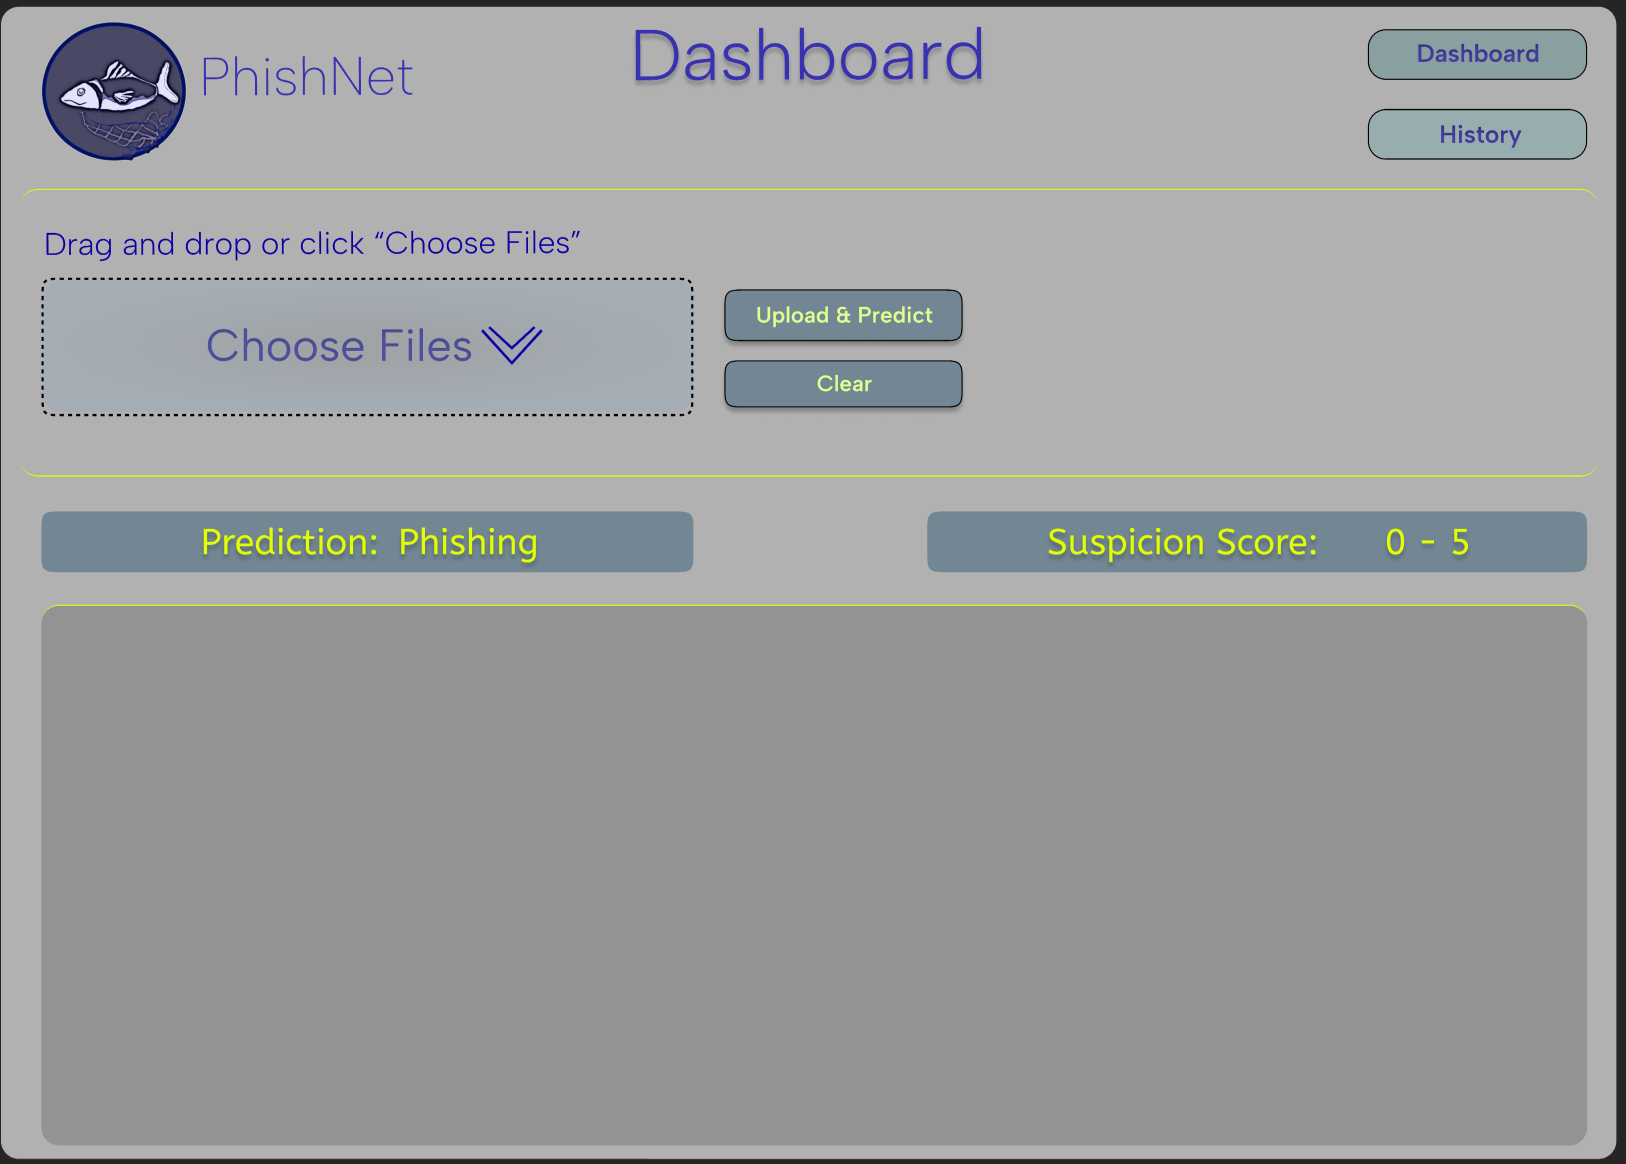 PhishNet
Dashboard
Dashboard
History
Drag and drop or click “Choose Files”
Choose Files
Upload & Predict
Clear
Prediction: Phishing
Suspicion Score: 0 - 5